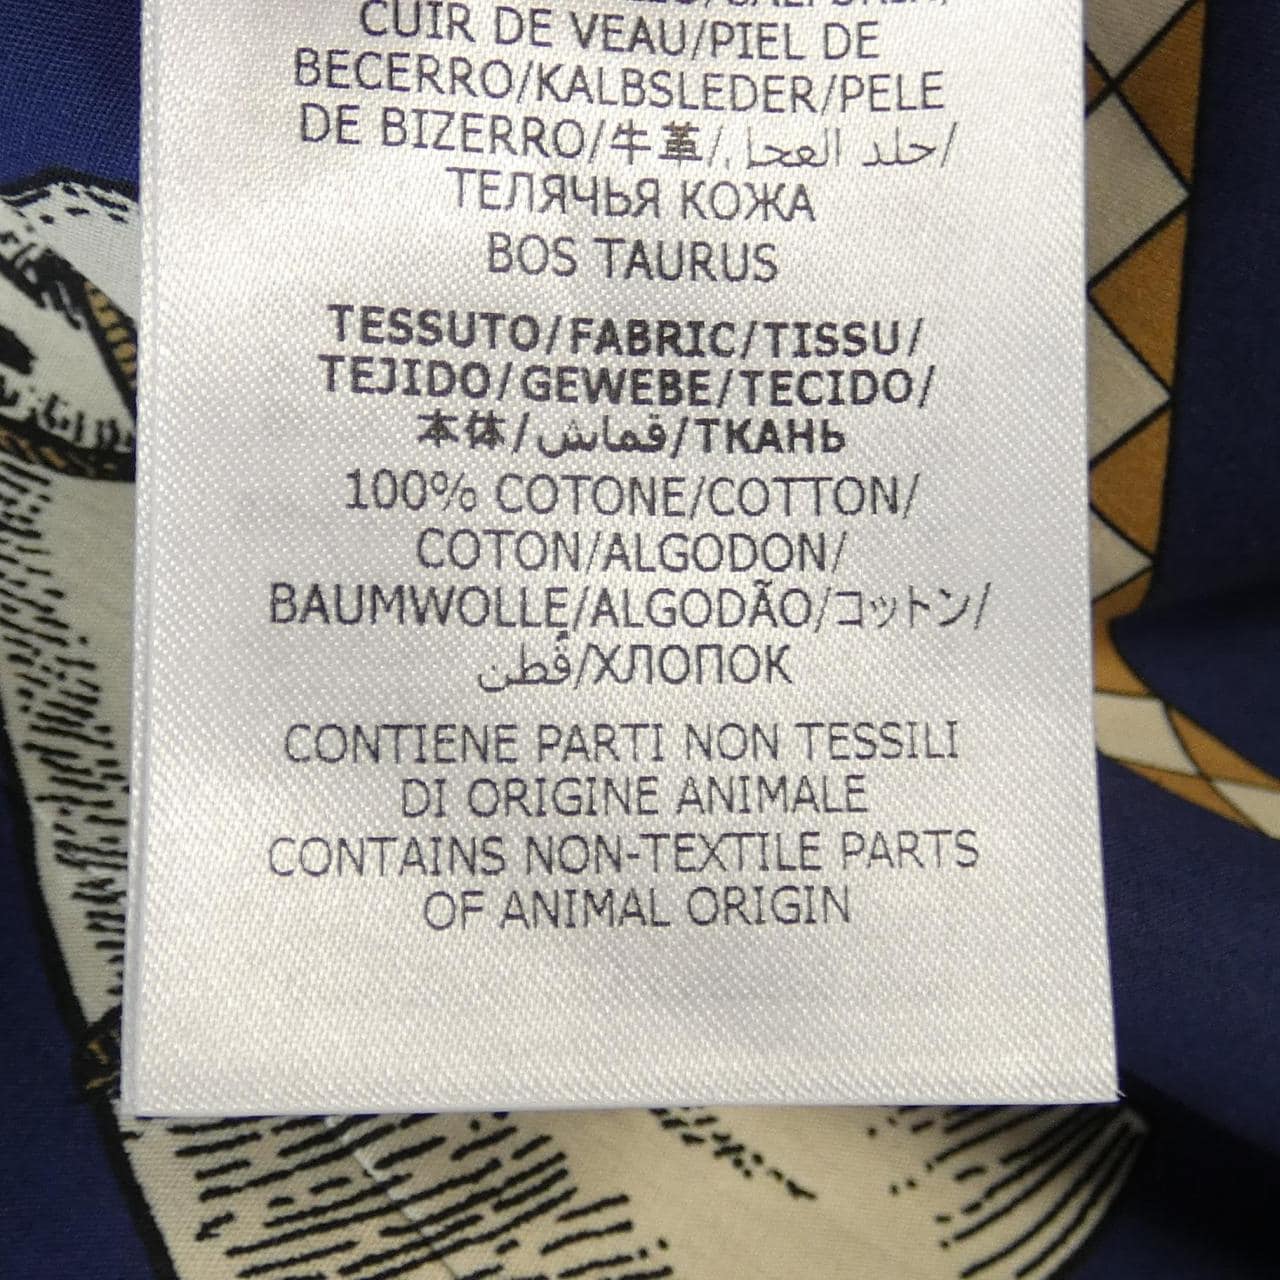 CUIR DE VEAU/PIEL DE
BECERRO/KALBSLEDER/PELE
DE BIZERRO/牛革/جلد العجل/
ТЕЛЯЧЬЯ КОЖА
BOS TAURUS
TESSUTO/FABRIC/TISSU/
TEJIDO/GEWEBE/TECIDO/
本体/قماش/ТКАНЬ
100% COTONE/COTTON/
COTON/ALGODON/
BAUMWOLLE/ALGODÃO/コットン/
قُطن/ХЛОПОК
CONTIENE PARTI NON TESSILI
DI ORIGINE ANIMALE
CONTAINS NON-TEXTILE PARTS
OF ANIMAL ORIGIN